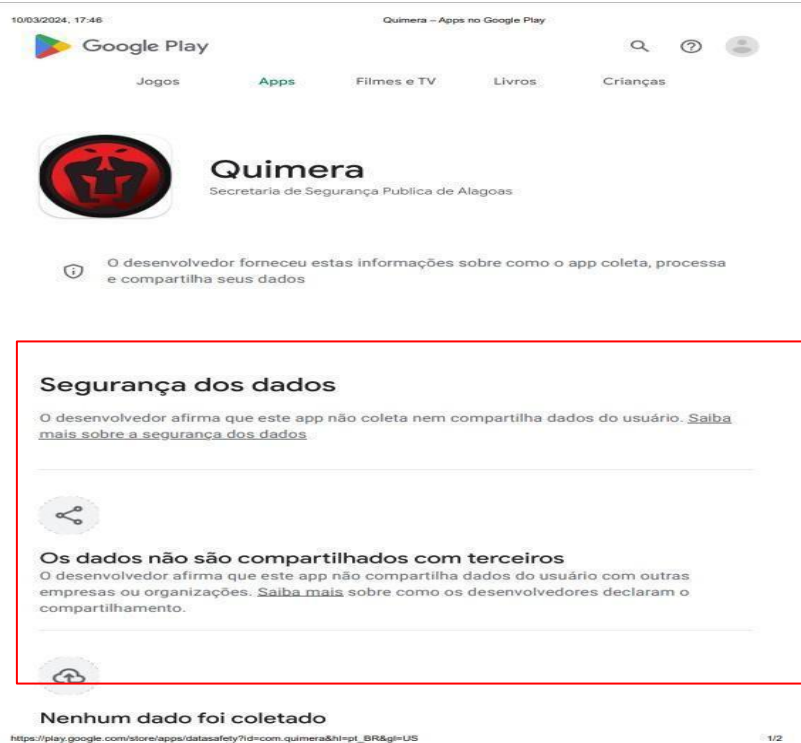 10/03/2024, 17:46
Quimera – Apps no Google Play
Google Play
Jogos
Apps
Filmes e TV
Livros
Crianças
Quimera
Secretaria de Segurança Publica de Alagoas
O desenvolvedor forneceu estas informações sobre como o app coleta, processa
e compartilha seus dados
Segurança dos dados
O desenvolvedor afirma que este app não coleta nem compartilha dados do usuário. Saiba
mais sobre a segurança dos dados
Os dados não são compartilhados com terceiros
O desenvolvedor afirma que este app não compartilha dados do usuário com outras
empresas ou organizações. Saiba mais sobre como os desenvolvedores declaram o
compartilhamento.
Nenhum dado foi coletado
https://play.google.com/store/apps/datasafety?id=com.quimera&hl=pt_BR&gl=US
1/2